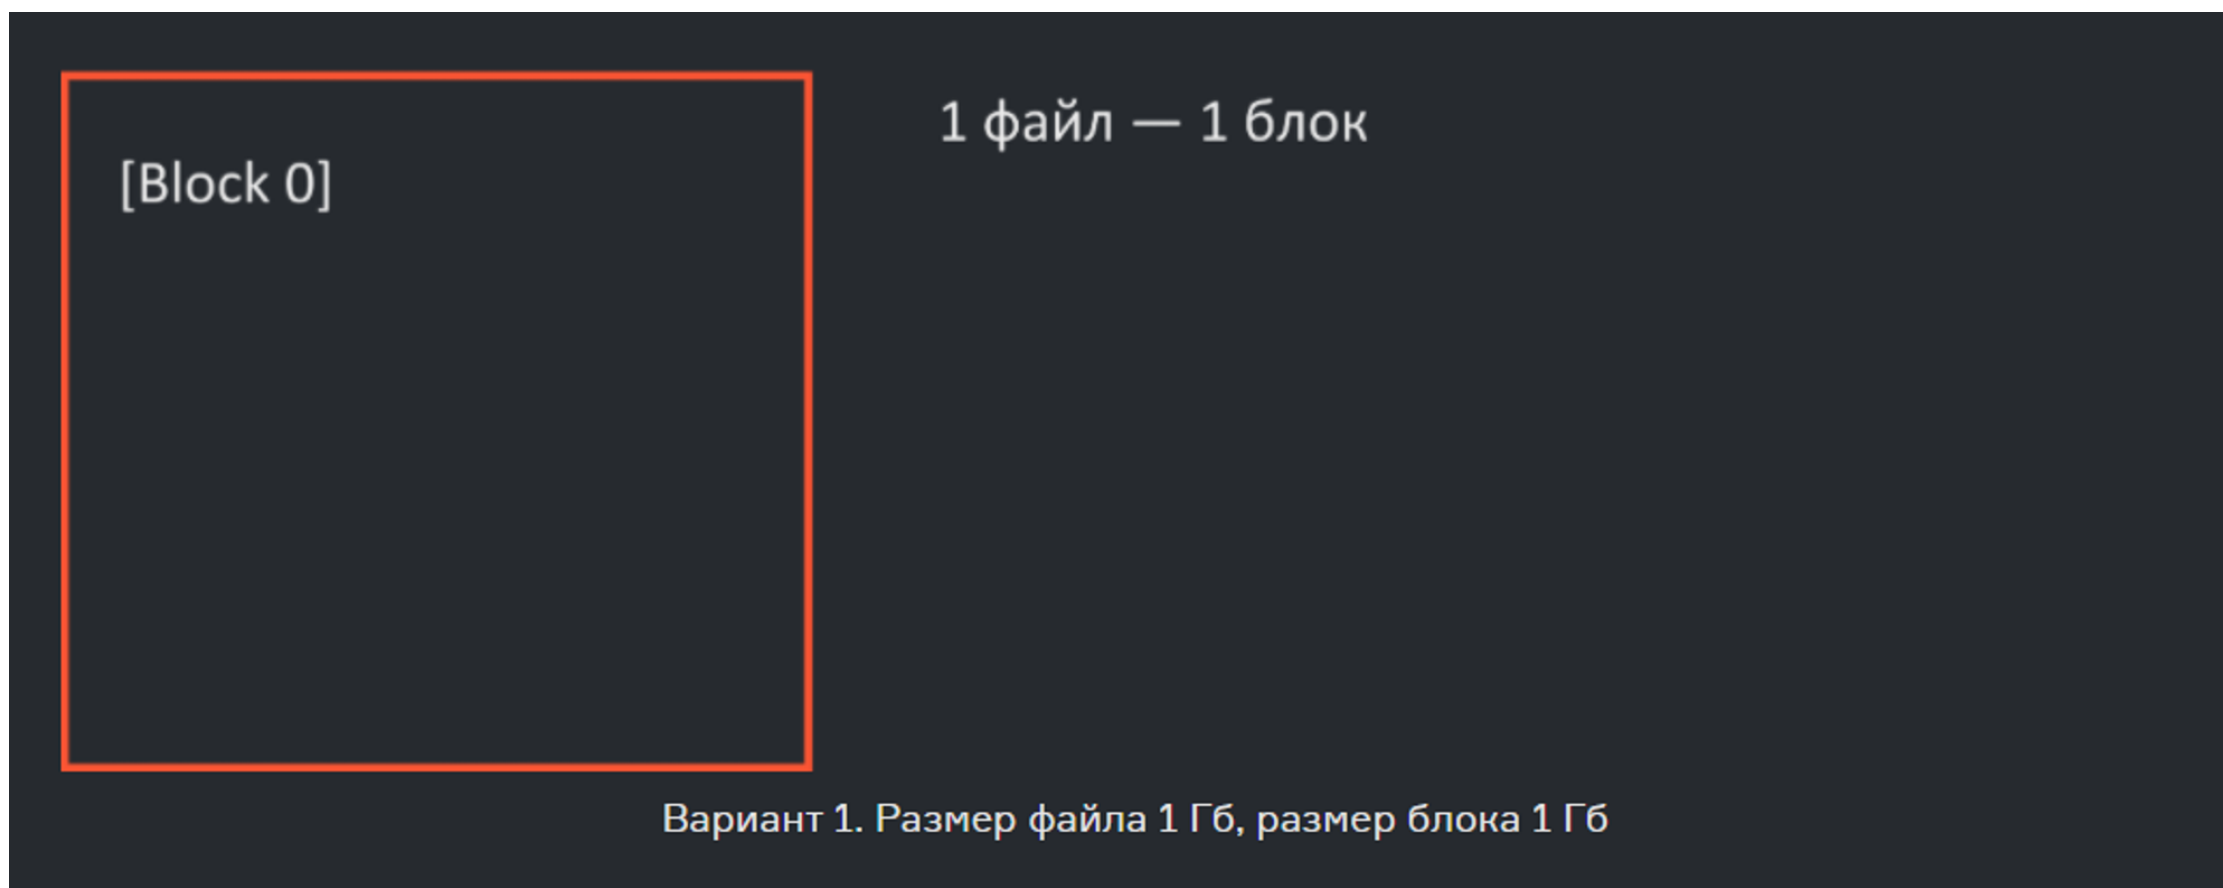 [Block 0]
1 файл — 1 блок
Вариант 1. Размер файла 1 Гб, размер блока 1 Гб